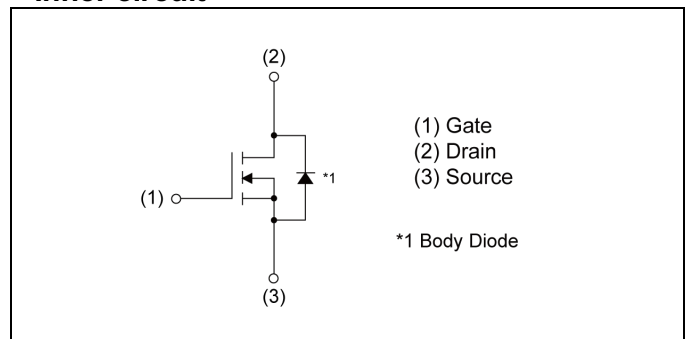 (2)
(1) Gate
(2) Drain
(3) Source
*1
(1)
*1 Body Diode
(3)